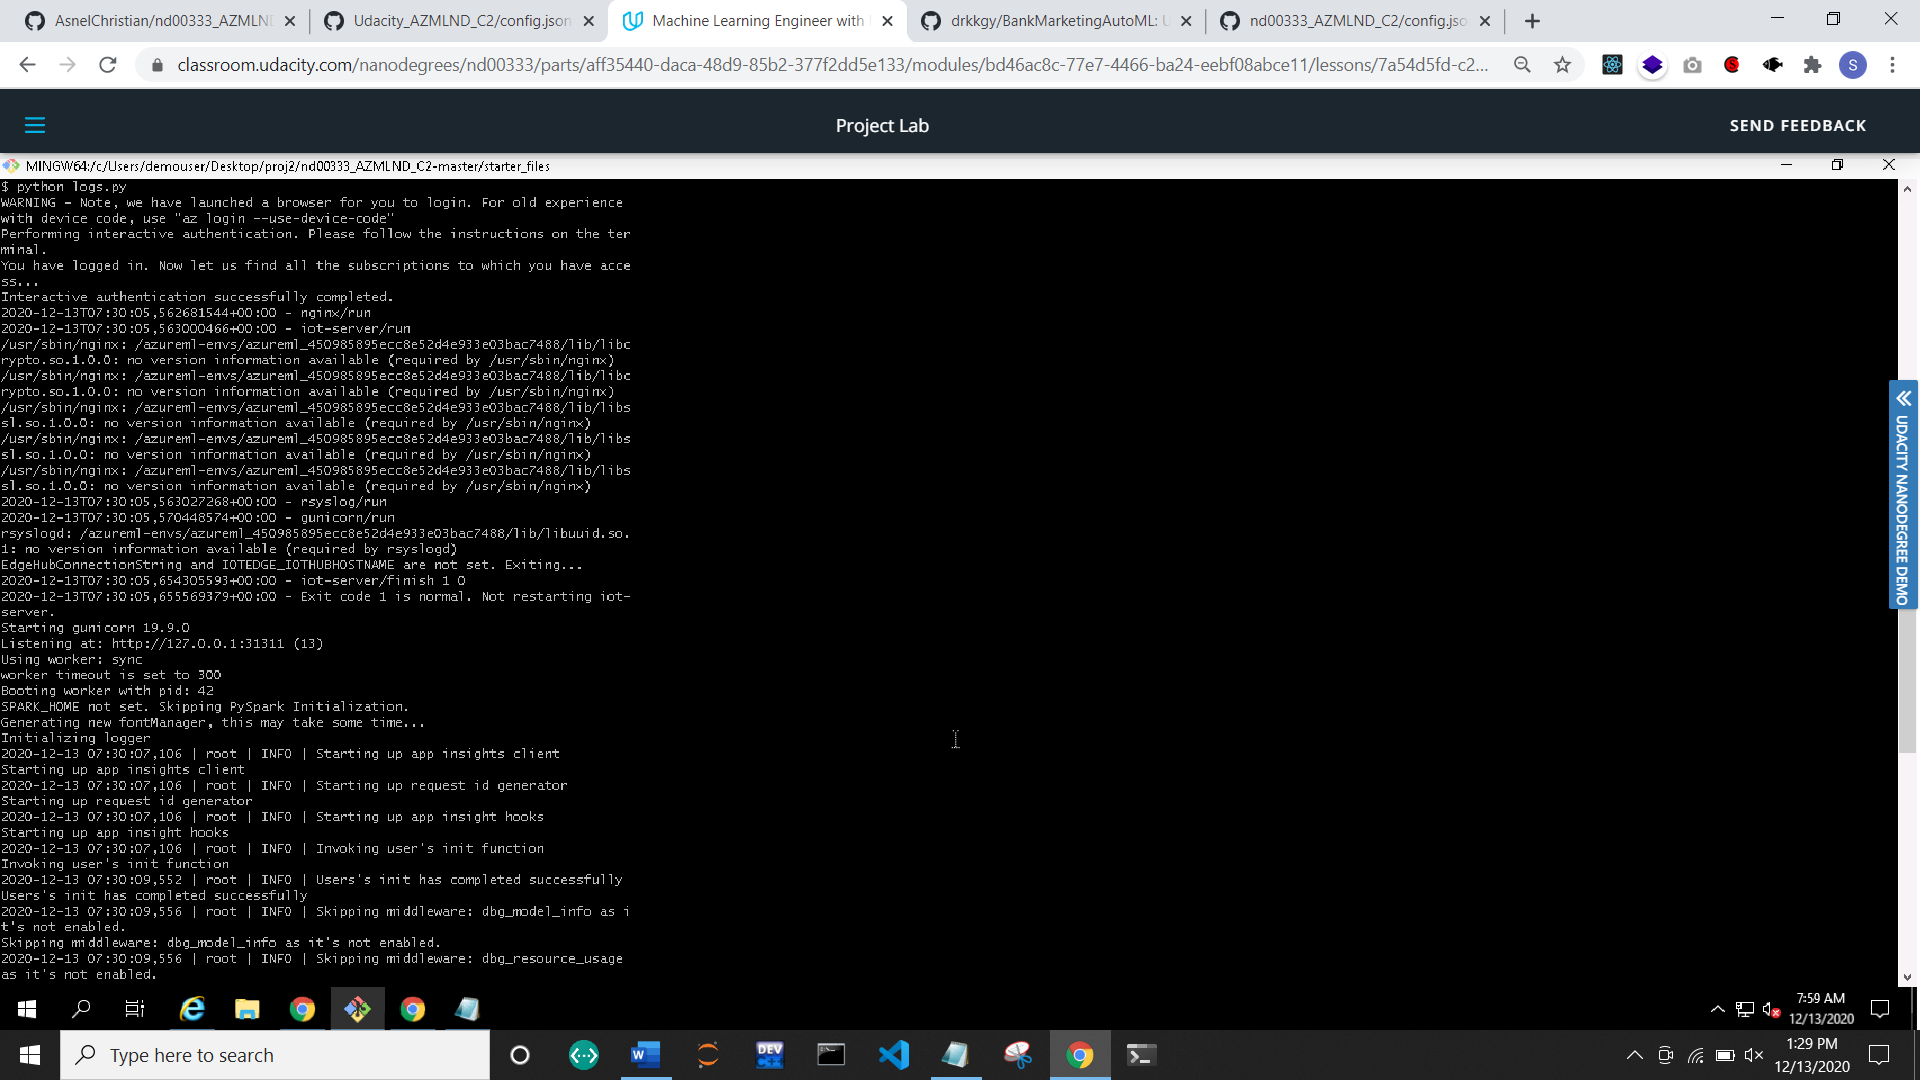 AsnelChristian/nd00333_AZMLND
Udacity_AZMLND_C2/config.json
Machine Learning Engineer with
drkkgy/BankMarketingAutoML: U
nd00333_AZMLND_C2/config.jso
classroom.udacity.com/nanodegrees/nd00333/parts/aff35440-daca-48d9-85b2-377f2dd5e133/modules/bd46ac8c-77e7-4466-ba24-eebf08abce11/lessons/7a54d5fd-c2...
S
S
Project Lab
SEND FEEDBACK
MINGW64:/c/Users/demouser/Desktop/proj2/nd00333_AZMLND_C2-master/starter_files
$ python logs.py
WARNING - Note, we have launched a browser for you to login. For old experience
with device code, use "az login --use-device-code"
Performing interactive authentication. Please follow the instructions on the ter
minal.
You have logged in. Now let us find all the subscriptions to which you have acce
ss...
Interactive authentication successfully completed.
2020-12-13T07:30:05,562681544+00:00 - nginx/run
2020-12-13T07:30:05,563000466+00:00 - iot-server/run
/usr/sbin/nginx: /azureml-envs/azureml_450985895ecc8e52d4e933e03bac7488/lib/libc
rypto.so.1.0.0: no version information available (required by /usr/sbin/nginx)
/usr/sbin/nginx: /azureml-envs/azureml_450985895ecc8e52d4e933e03bac7488/lib/libc
rypto.so.1.0.0: no version information available (required by /usr/sbin/nginx)
/usr/sbin/nginx: /azureml-envs/azureml_450985895ecc8e52d4e933e03bac7488/lib/libs
sl.so.1.0.0: no version information available (required by /usr/sbin/nginx)
/usr/sbin/nginx: /azureml-envs/azureml_450985895ecc8e52d4e933e03bac7488/lib/libs
sl.so.1.0.0: no version information available (required by /usr/sbin/nginx)
/usr/sbin/nginx: /azureml-envs/azureml_450985895ecc8e52d4e933e03bac7488/lib/libs
sl.so.1.0.0: no version information available (required by /usr/sbin/nginx)
2020-12-13T07:30:05,563027268+00:00 - rsyslog/run
2020-12-13T07:30:05,570448574+00:00 - gunicorn/run
rsyslogd: /azureml-envs/azureml_450985895ecc8e52d4e933e03bac7488/lib/libuuid.so.
1: no version information available (required by rsyslogd)
EdgeHubConnectionString and IOTEDGE_IOTHUBHOSTNAME are not set. Exiting...
2020-12-13T07:30:05,654305593+00:00 - iot-server/finish 1 0
2020-12-13T07:30:05,655569379+00:00 - Exit code 1 is normal. Not restarting iot-
server.
Starting gunicorn 19.9.0
Listening at: http://127.0.0.1:31311 (13)
Using worker: sync
worker timeout is set to 300
Booting worker with pid: 42
SPARK_HOME not set. Skipping PySpark Initialization.
Generating new fontManager, this may take some time...
Initializing logger
2020-12-13 07:30:07,106 | root | INFO | Starting up app insights client
Starting up app insights client
2020-12-13 07:30:07,106 | root | INFO | Starting up request id generator
Starting up request id generator
2020-12-13 07:30:07,106 | root | INFO | Starting up app insight hooks
Starting up app insight hooks
2020-12-13 07:30:07,106 | root | INFO | Invoking user's init function
Invoking user's init function
2020-12-13 07:30:09,552 | root | INFO | Users's init has completed successfully
Users's init has completed successfully
2020-12-13 07:30:09,556 | root | INFO | Skipping middleware: dbg_model_info as i
t's not enabled.
Skipping middleware: dbg_model_info as it's not enabled.
2020-12-13 07:30:09,556 | root | INFO | Skipping middleware: dbg_resource_usage
as it's not enabled.
UDACITY NANODEGREE DEMO
7:59 AM
12/13/2020
Type here to search
W
DEV
C++
1:29 PM
12/13/2020